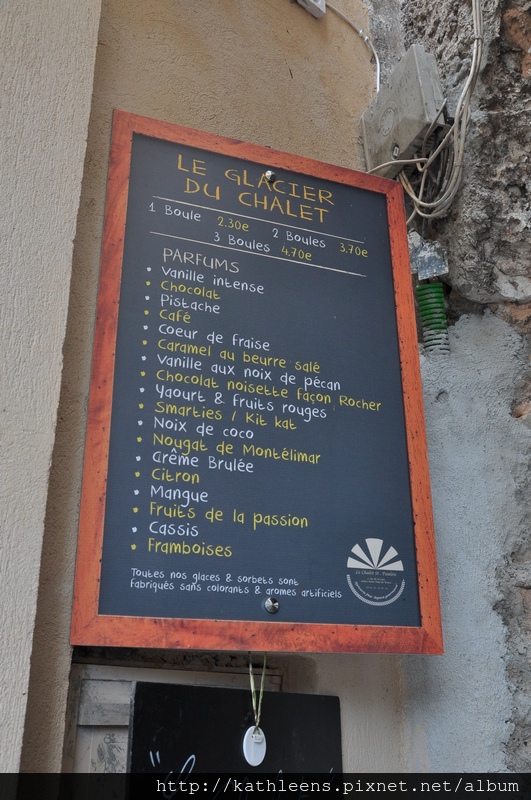 LE GLACIER
DU CHALET
1 Boule 2.30e 2 Boules 3.70e
3 Boules 4.70e
PARFUMS
• Vanille intense
• Chocolat
• Pistache
• Café
• Coeur de fraise
• Caramel au beurre salé
• Vanille aux noix de pécan
• Chocolat noisette façon Rocher
• Yaourt & fruits rouges
• Smarties / Kit kat
• Noix de coco
• Nougat de Montélimar
• Crême Brulée
• Citron
• Mangue
• Fruits de la passion
• Cassis
• Framboises
Toutes nos glaces & sorbets sont
fabriqués sans colorants & aromes artificiels
http://kathleens.pixnet.net/album